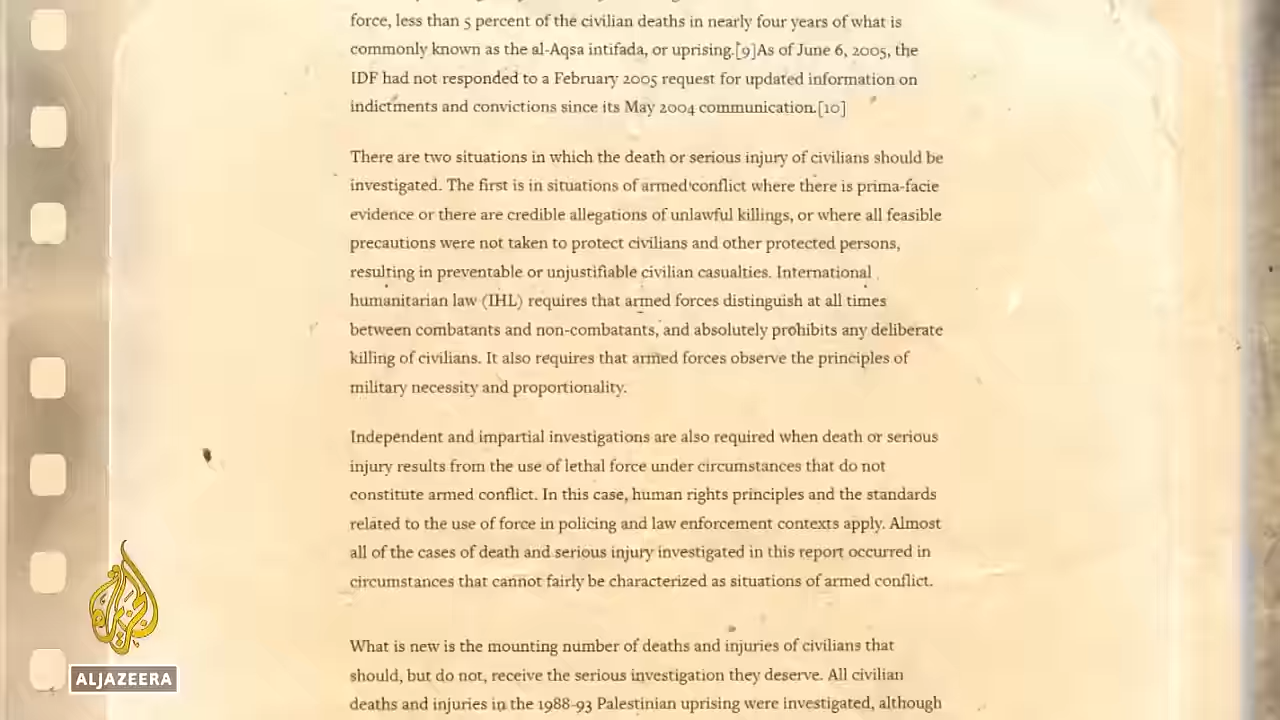 force, less than 5 percent of the civilian deaths in nearly four years of what is
commonly known as the al-Aqsa intifada, or uprising.[9]As of June 6, 2005, the
IDF had not responded to a February 2005 request for updated information on
indictments and convictions since its May 2004 communication.[10]
There are two situations in which the death or serious injury of civilians should be
investigated. The first is in situations of armed conflict where there is prima-facie
evidence or there are credible allegations of unlawful killings, or where all feasible
precautions were not taken to protect civilians and other protected persons,
resulting in preventable or unjustifiable civilian casualties. International
humanitarian law (IHL) requires that armed forces distinguish at all times
between combatants and non-combatants, and absolutely prohibits any deliberate
killing of civilians. It also requires that armed forces observe the principles of
military necessity and proportionality.
Independent and impartial investigations are also required when death or serious
injury results from the use of lethal force under circumstances that do not
constitute armed conflict. In this case, human rights principles and the standards
related to the use of force in policing and law enforcement contexts apply. Almost
all of the cases of death and serious injury investigated in this report occurred in
circumstances that cannot fairly be characterized as situations of armed conflict.
What is new is the mounting number of deaths and injuries of civilians that
should, but do not, receive the serious investigation they deserve. All civilian
deaths and injuries in the 1988-93 Palestinian uprising were investigated, although
الجزيرة
ALJAZEERA